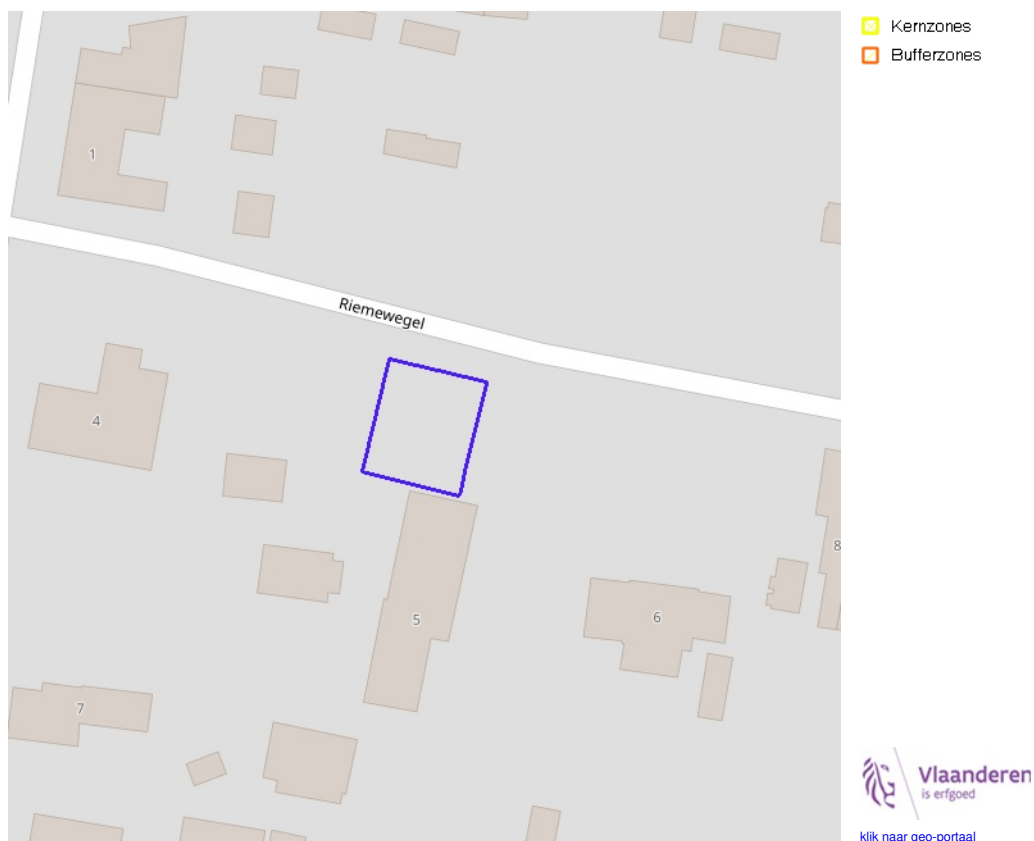 Kernzones
Bufferzones
1
Riemewegel
4
8
5
6
7
Vlaanderen
is erfgoed
klik naar geo-portaal